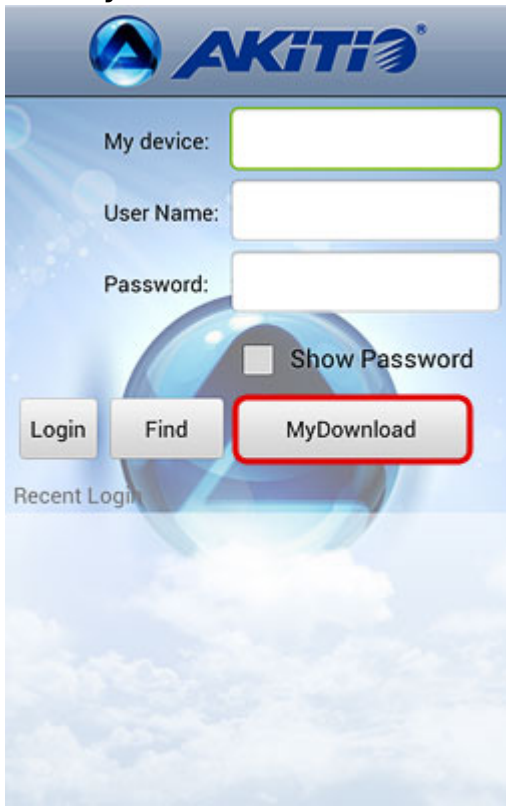 AKiTiO®
My device:
User Name:
Password:
Show Password
Login Find MyDownload
Recent Login